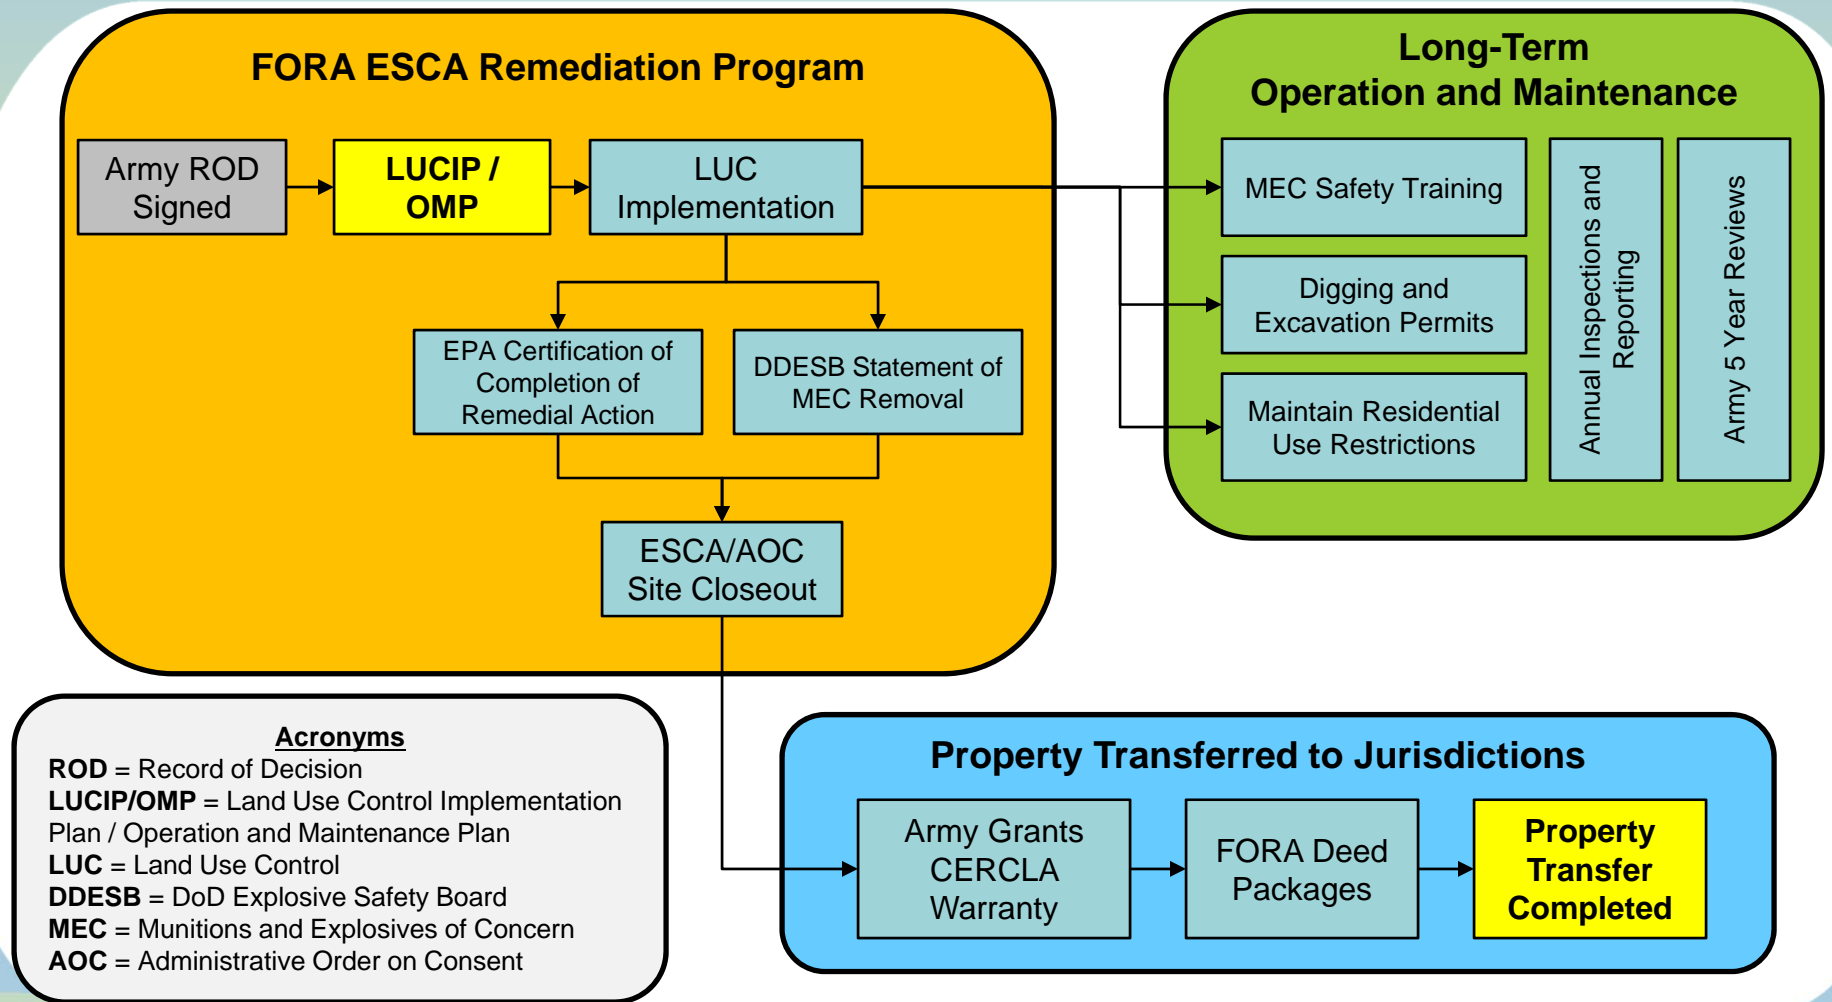 FORA ESCA Remediation Program
Army ROD
Signed
LUCIP /
OMP
LUC
Implementation
EPA Certification of
Completion of
Remedial Action
DDESB Statement of
MEC Removal
ESCA/AOC
Site Closeout
Long-Term
Operation and Maintenance
MEC Safety Training
Digging and
Excavation Permits
Maintain Residential
Use Restrictions
Annual Inspections and
Reporting
Army 5 Year Reviews
Acronyms
ROD = Record of Decision
LUCIP/OMP = Land Use Control Implementation
Plan / Operation and Maintenance Plan
LUC = Land Use Control
DDESB = DoD Explosive Safety Board
MEC = Munitions and Explosives of Concern
AOC = Administrative Order on Consent
Property Transferred to Jurisdictions
Army Grants
CERCLA
Warranty
FORA Deed
Packages
Property
Transfer
Completed